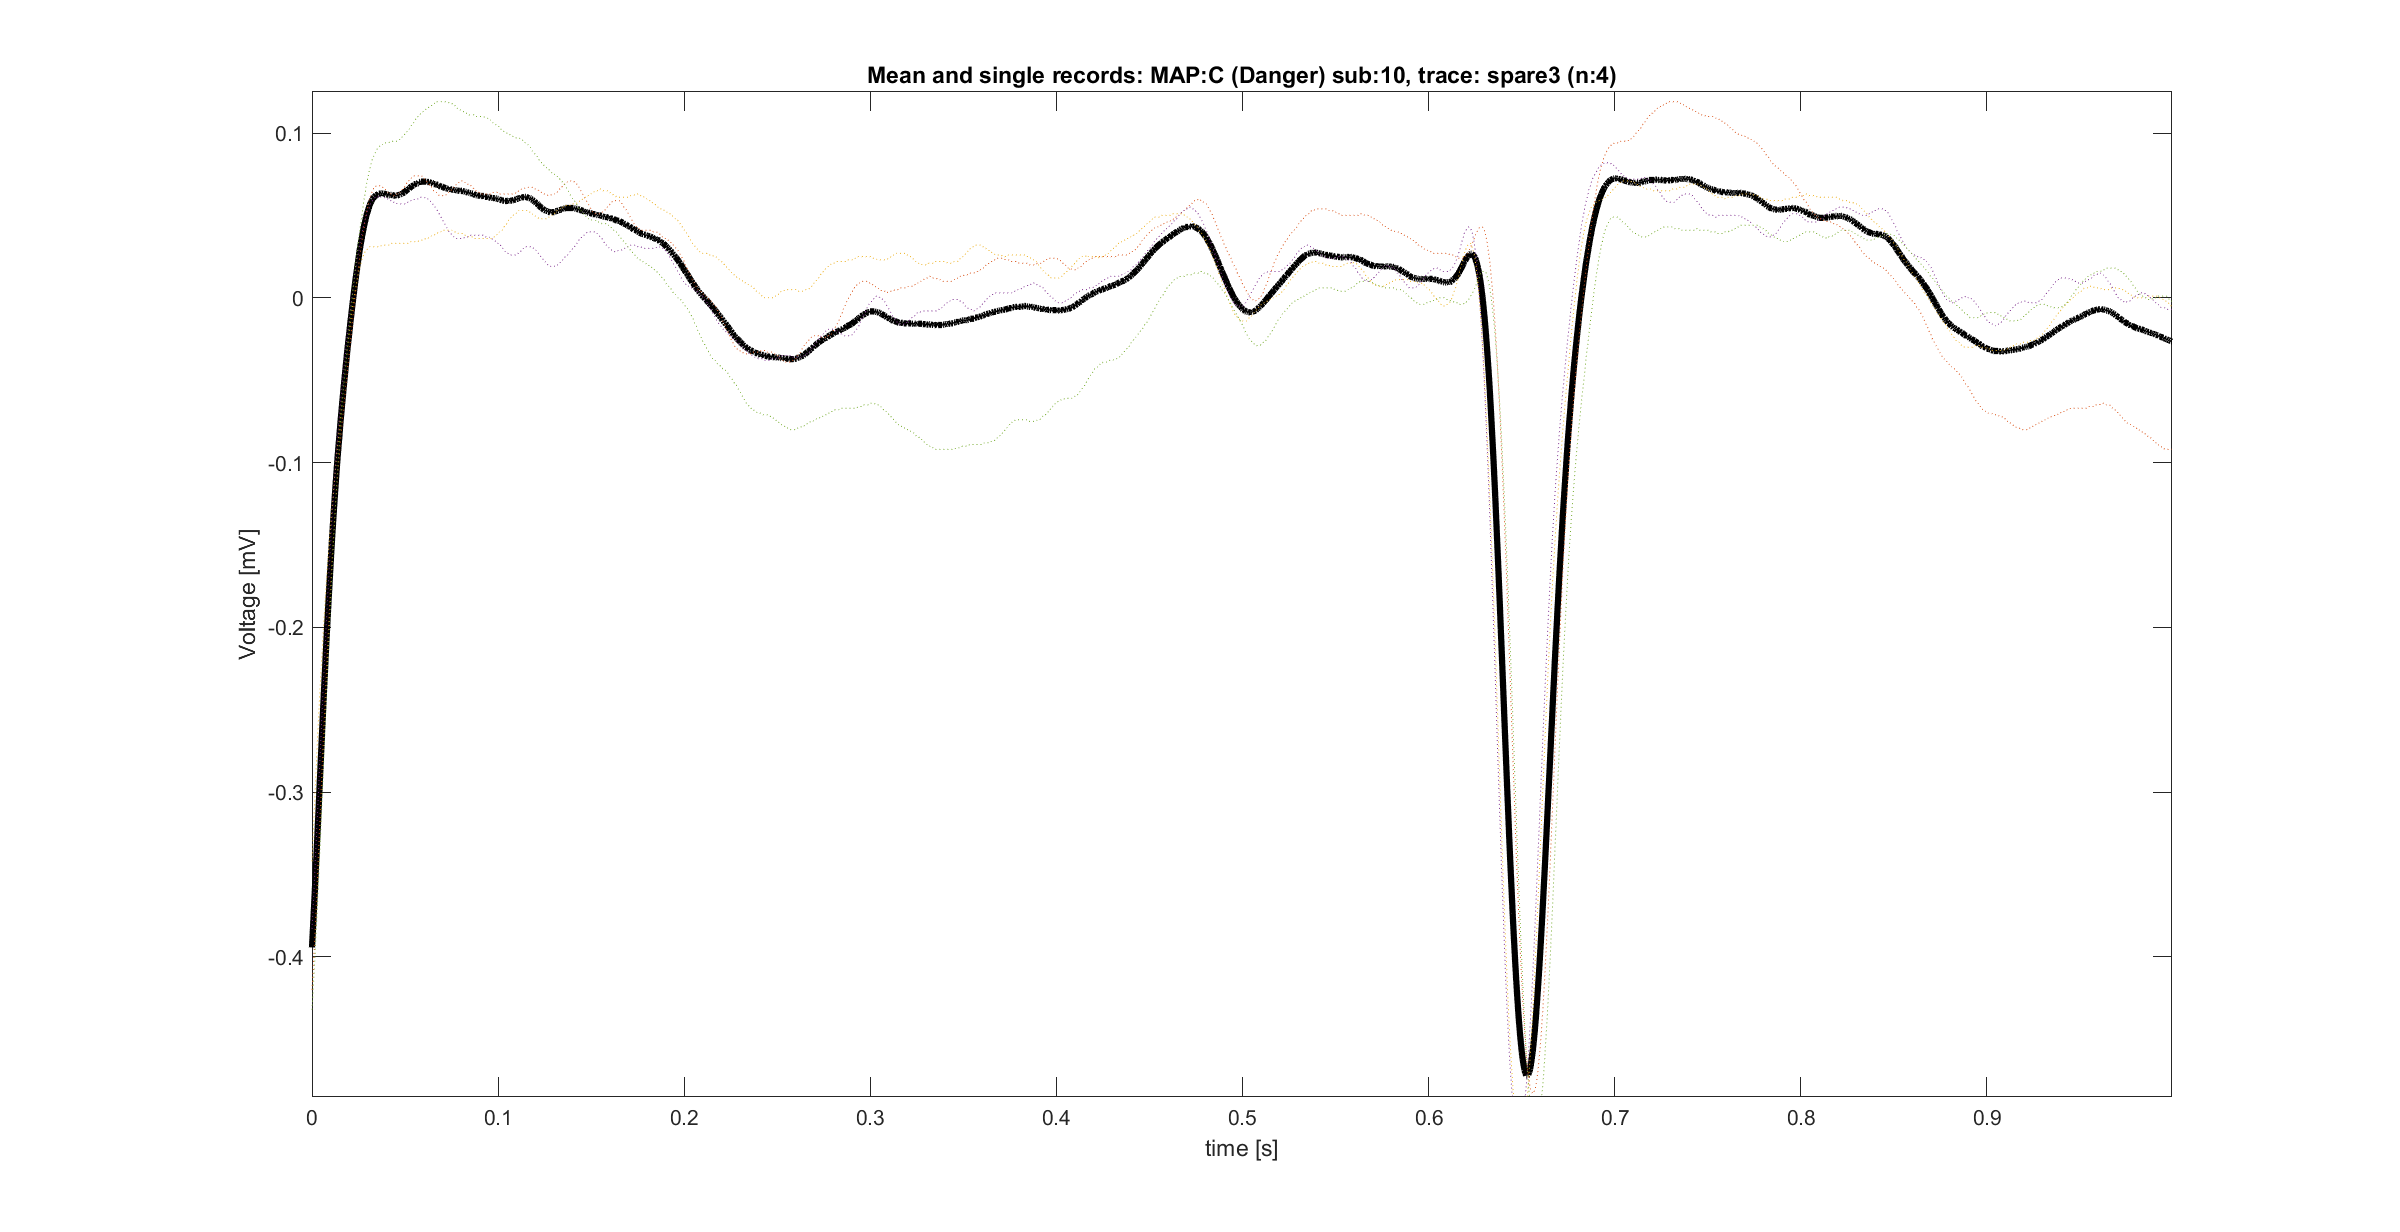 Mean and single records: MAP:C (Danger) sub:10, trace: spare3 (n:4)
0.1
0
-0.1
-0.2
-0.3
-0.4
Voltage [mV]
0 0.1 0.2 0.3 0.4 0.5 0.6 0.7 0.8 0.9
time [s]